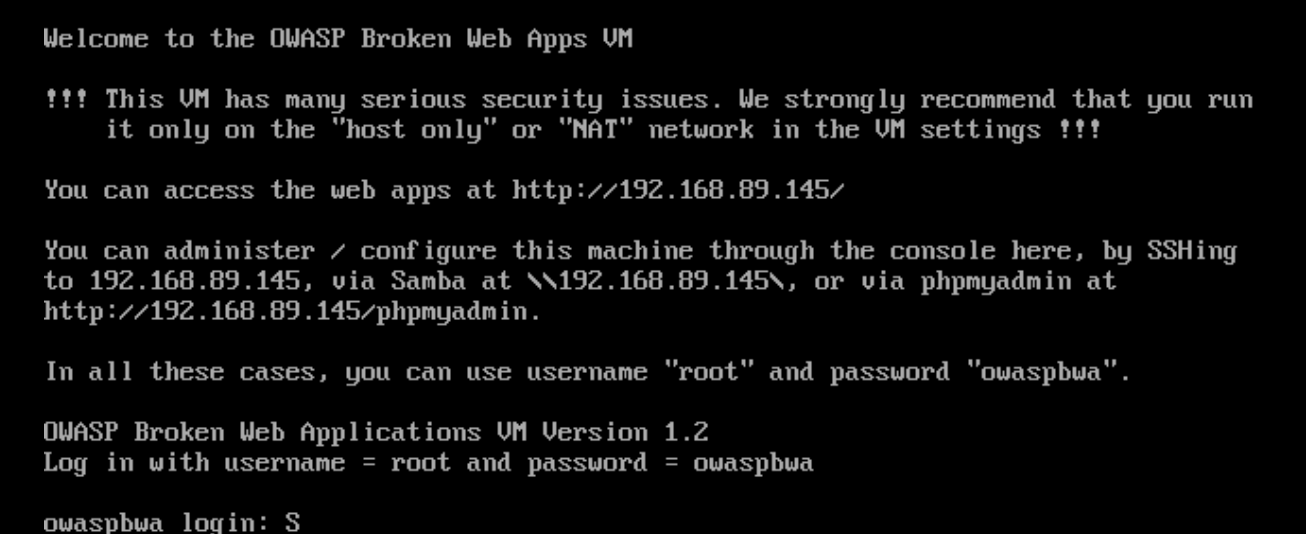 Welcome to the OWASP Broken Web Apps VM
!!! This VM has many serious security issues. We strongly recommend that you run
it only on the "host only" or "NAT" network in the VM settings !!!
You can access the web apps at http://192.168.89.145/
You can administer / configure this machine through the console here, by SSHing
to 192.168.89.145, via Samba at \\192.168.89.145\, or via phpmyadmin at
http://192.168.89.145/phpmyadmin.
In all these cases, you can use username "root" and password "owaspbwa".
OWASP Broken Web Applications VM Version 1.2
Log in with username = root and password = owaspbwa
owaspbwa login: S